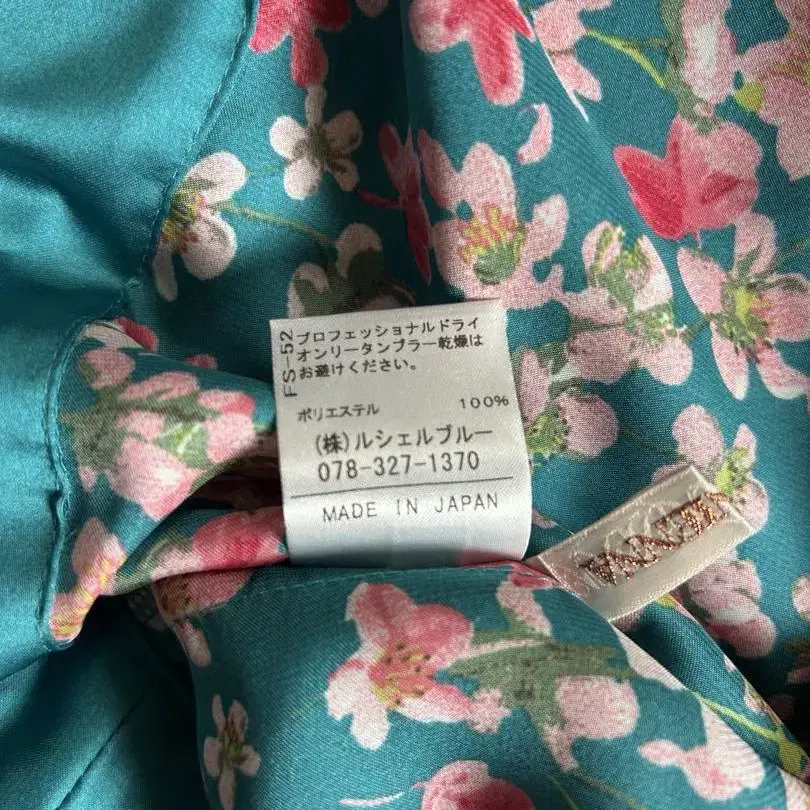 FS-52
プロフェッショナルドライ
オンリータンブラー乾燥は
お避けください。
ポリエステル 100%
(株)ルシェルブルー
078-327-1370
MADE IN JAPAN